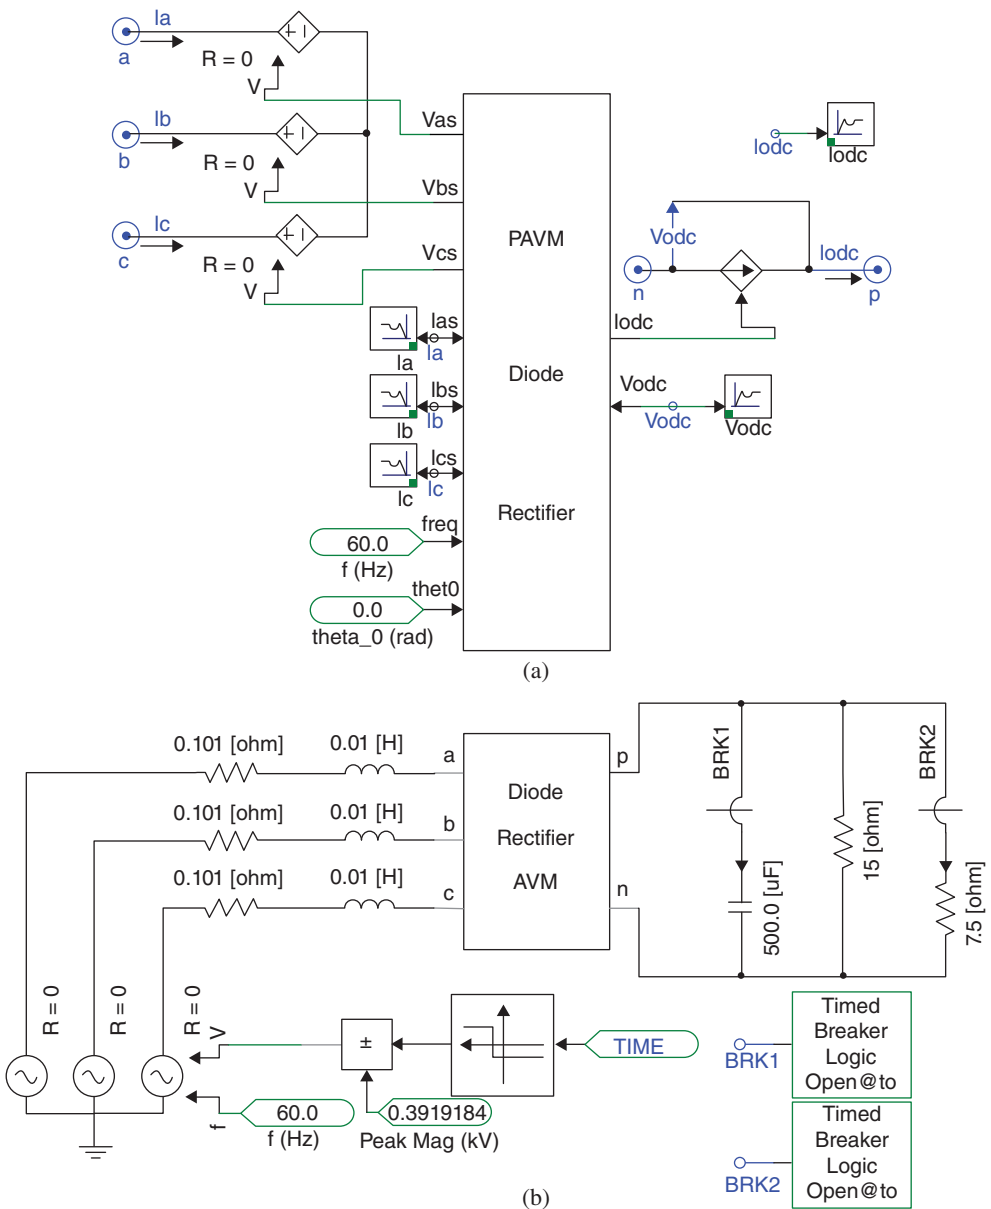 Ia
a
R = 0
V
Vas
Ib
b
R = 0
V
Vbs
Ic
c
R = 0
V
Vcs
PAVM
Diode
Rectifier
Iodc
Iodc
Vodc
Iodc
n
p
Iodc
Vodc
Vodc
Vodc
Ias
Ia
Ia
Ibs
Ib
Ib
Ics
Ic
Ic
freq
60.0
f (Hz)
thet0
0.0
theta_0 (rad)
(a)
0.101 [ohm]
0.01 [H]
a
0.101 [ohm]
0.01 [H]
b
0.101 [ohm]
0.01 [H]
c
Diode
Rectifier
AVM
p
n
BRK1
500.0 [uF]
15 [ohm]
BRK2
7.5 [ohm]
R = 0
R = 0
R = 0
V
f
60.0
f (Hz)
±
0.3919184
Peak Mag (kV)
TIME
BRK1
Timed
Breaker
Logic
Open@to
BRK2
Timed
Breaker
Logic
Open@to
(b)